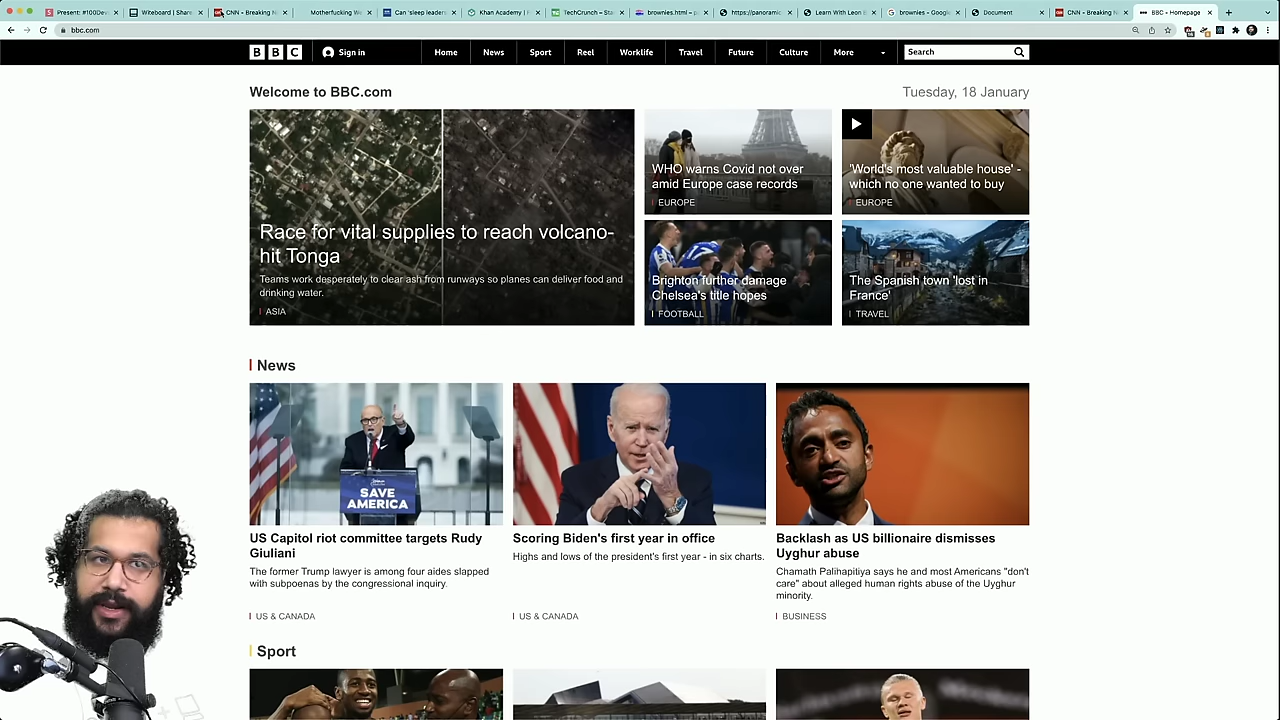 Present: #100Dev
Witeboard | Share
CNN - Breaking N
Motherfucking We
Can 'sleep leader
Khan Academy | F
TechCrunch – Sta
brownies.html – p
https://panoramic
Learn With Leon E
brownies - Google
Document
CNN - Breaking N
BBC - Homepage
bbc.com
BBC
Sign in
Home
News
Sport
Reel
Worklife
Travel
Future
Culture
More
Search
Welcome to BBC.com
Tuesday, 18 January
Race for vital supplies to reach volcano-
hit Tonga
Teams work desperately to clear ash from runways so planes can deliver food and
drinking water.
ASIA
WHO warns Covid not over
amid Europe case records
EUROPE
'World's most valuable house' -
which no one wanted to buy
EUROPE
Brighton further damage
Chelsea's title hopes
FOOTBALL
The Spanish town 'lost in
France'
TRAVEL
News
SAVE
AMERICA
US Capitol riot committee targets Rudy
Giuliani
The former Trump lawyer is among four aides slapped
with subpoenas by the congressional inquiry.
US & CANADA
Scoring Biden's first year in office
Highs and lows of the president's first year - in six charts.
US & CANADA
Backlash as US billionaire dismisses
Uyghur abuse
Chamath Palihapitiya says he and most Americans "don't
care" about alleged human rights abuse of the Uyghur
minority.
BUSINESS
Sport